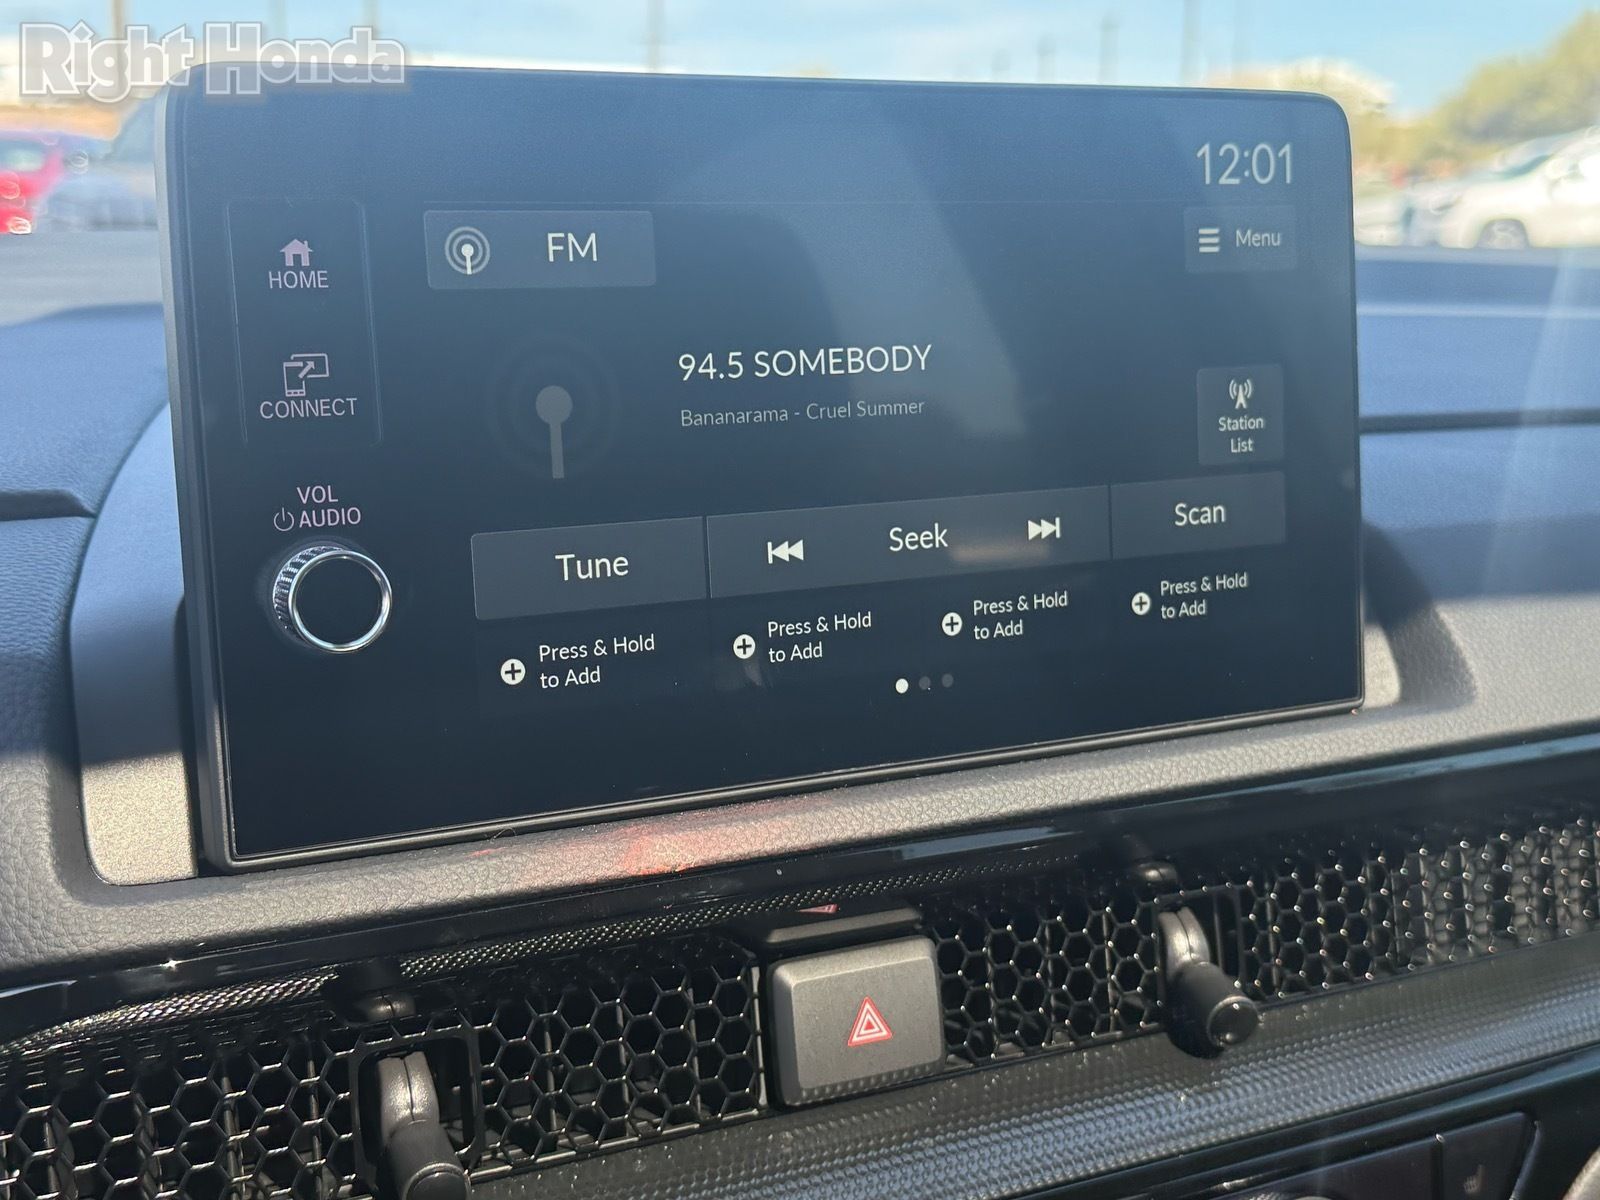 Right Honda
12:01
HOME
FM
Menu
94.5 SOMEBODY
Bananarama - Cruel Summer
CONNECT
Station
List
VOL
AUDIO
Tune
Seek
Scan
Press & Hold
to Add
Press & Hold
to Add
Press & Hold
to Add
Press & Hold
to Add